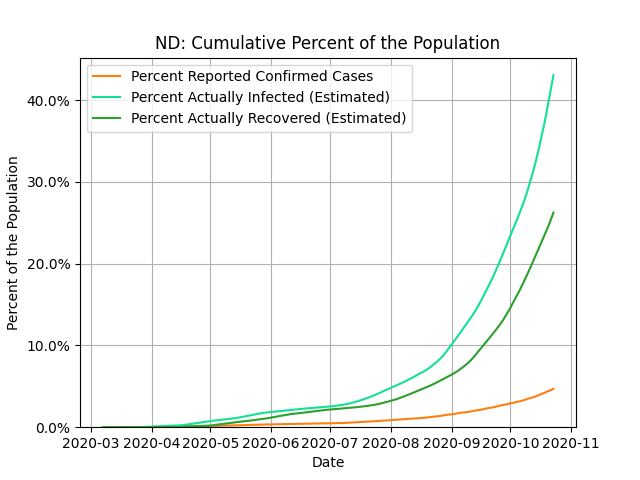 ND: Cumulative Percent of the Population
Percent Reported Confirmed Cases
Percent Actually Infected (Estimated)
Percent Actually Recovered (Estimated)
Percent of the Population
40.0%
30.0%
20.0%
10.0%
0.0%
2020-03 2020-04 2020-05 2020-06 2020-07 2020-08 2020-09 2020-10 2020-11
Date